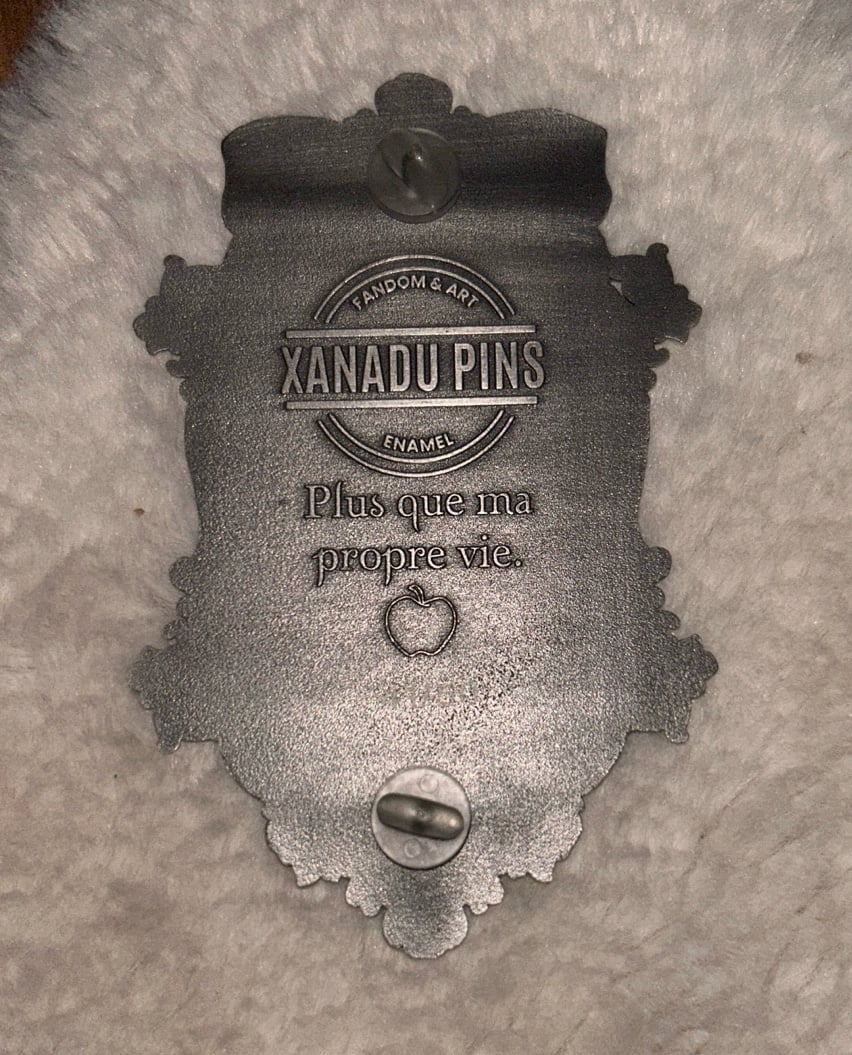 FANDOM & ART
XANADU PINS
ENAMEL
Plus que ma
propre vie.